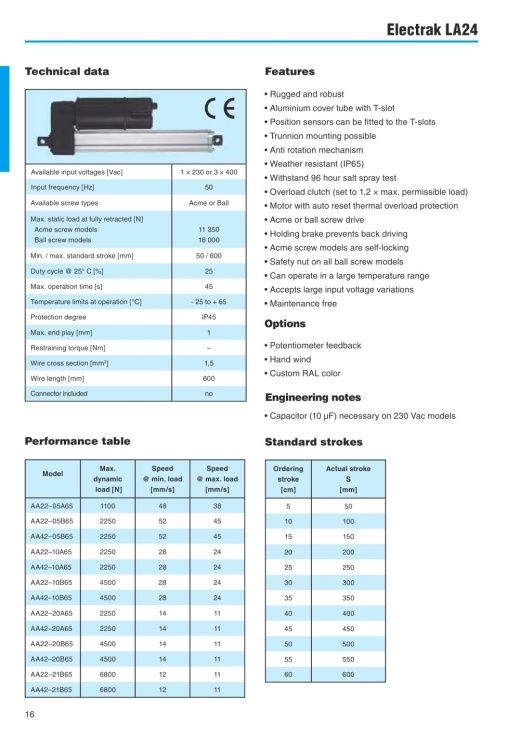 Electrak LA24
Technical data
CE
Available input voltages [Vac] 1 × 230 or 3 × 400
Input frequency [Hz] 50
Available screw types Acme or Ball
Max. static load at fully retracted [N]
Acme screw models 11 350
Ball screw models 18 000
Min. / max. standard stroke [mm] 50 / 600
Duty cycle @ 25° C [%] 25
Max. operation time [s] 45
Temperature limits at operation [°C] - 25 to + 65
Protection degree IP45
Max. end play [mm] 1
Restraining torque [Nm] –
Wire cross section [mm²] 1,5
Wire length [mm] 600
Connector included no
Features
• Rugged and robust
• Aluminium cover tube with T-slot
• Position sensors can be fitted to the T-slots
• Trunnion mounting possible
• Anti rotation mechanism
• Weather resistant (IP65)
• Withstand 96 hour salt spray test
• Overload clutch (set to 1,2 × max. permissible load)
• Motor with auto reset thermal overload protection
• Acme or ball screw drive
• Holding brake prevents back driving
• Acme screw models are self-locking
• Safety nut on all ball screw models
• Can operate in a large temperature range
• Accepts large input voltage variations
• Maintenance free
Options
• Potentiometer feedback
• Hand wind
• Custom RAL color
Engineering notes
• Capacitor (10 µF) necessary on 230 Vac models
Performance table
Model Max. dynamic load [N] Speed @ min. load [mm/s] Speed @ max. load [mm/s]
AA22–05A65 1100 48 38
AA22–05B65 2250 52 45
AA42–05B65 2250 52 45
AA22–10A65 2250 28 24
AA42–10A65 2250 28 24
AA22–10B65 4500 28 24
AA42–10B65 4500 28 24
AA22–20A65 2250 14 11
AA42–20A65 2250 14 11
AA22–20B65 4500 14 11
AA42–20B65 4500 14 11
AA22–21B65 6800 12 11
AA42–21B65 6800 12 11
Standard strokes
Ordering stroke [cm] Actual stroke S [mm]
5 50
10 100
15 150
20 200
25 250
30 300
35 350
40 400
45 450
50 500
55 550
60 600
16